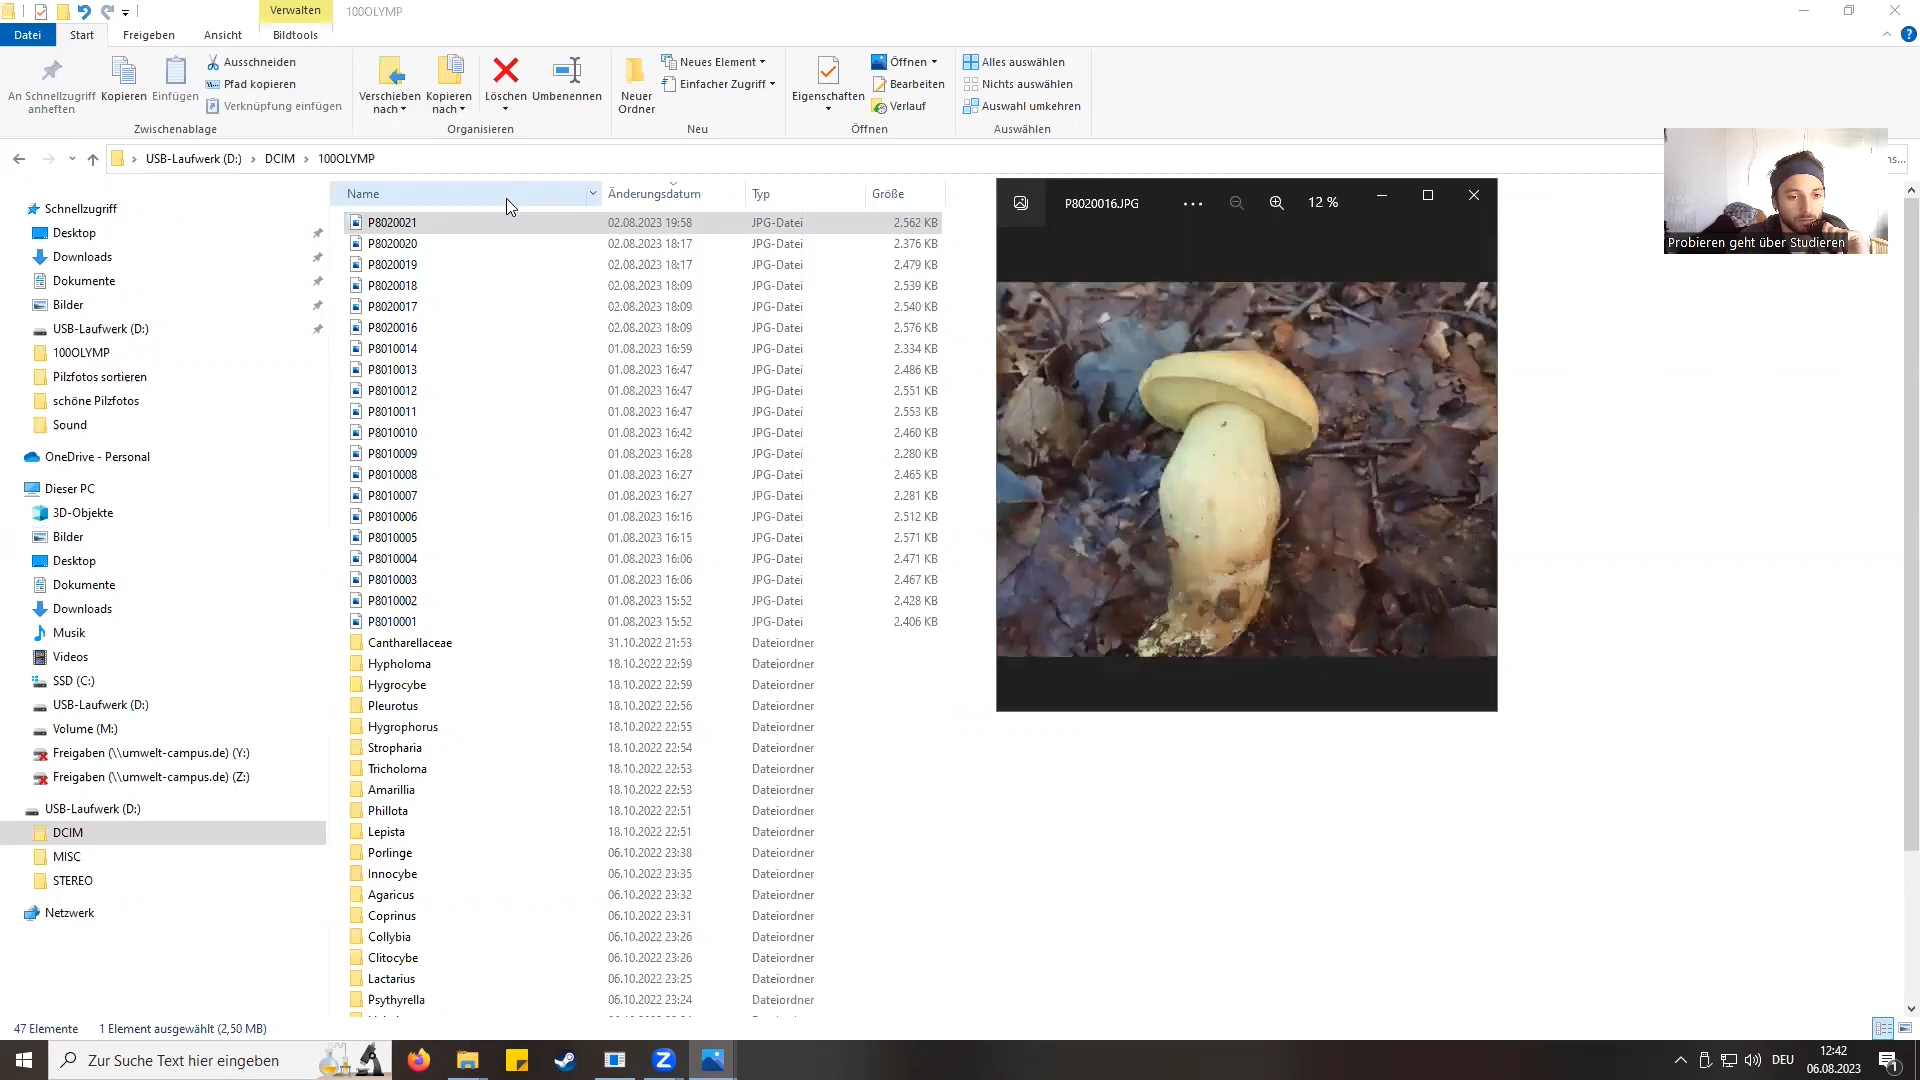 Verwalten
100OLYMP
Datei
Start
Freigeben
Ansicht
Bildtools
An Schnellzugriff anheften
Kopieren
Einfügen
Ausschneiden
Pfad kopieren
Verknüpfung einfügen
Zwischenablage
Verschieben nach
Kopieren nach
Löschen
Umbenennen
Organisieren
Neuer Ordner
Neues Element
Einfacher Zugriff
Neu
Eigenschaften
Öffnen
Bearbeiten
Verlauf
Öffnen
Alles auswählen
Nichts auswählen
Auswahl umkehren
Auswählen
USB-Laufwerk (D:) › DCIM › 100OLYMP
Schnellzugriff
Desktop
Downloads
Dokumente
Bilder
USB-Laufwerk (D:)
100OLYMP
Pilzfotos sortieren
schöne Pilzfotos
Sound
OneDrive - Personal
Dieser PC
3D-Objekte
Bilder
Desktop
Dokumente
Downloads
Musik
Videos
SSD (C:)
USB-Laufwerk (D:)
Volume (M:)
Freigaben (\\umwelt-campus.de) (Y:)
Freigaben (\\umwelt-campus.de) (Z:)
USB-Laufwerk (D:)
DCIM
MISC
STEREO
Netzwerk
Name Änderungsdatum Typ Größe
P8020021 02.08.2023 19:58 JPG-Datei 2.562 KB
P8020020 02.08.2023 18:17 JPG-Datei 2.376 KB
P8020019 02.08.2023 18:17 JPG-Datei 2.479 KB
P8020018 02.08.2023 18:09 JPG-Datei 2.539 KB
P8020017 02.08.2023 18:09 JPG-Datei 2.540 KB
P8020016 02.08.2023 18:09 JPG-Datei 2.576 KB
P8010014 01.08.2023 16:59 JPG-Datei 2.334 KB
P8010013 01.08.2023 16:47 JPG-Datei 2.486 KB
P8010012 01.08.2023 16:47 JPG-Datei 2.551 KB
P8010011 01.08.2023 16:47 JPG-Datei 2.553 KB
P8010010 01.08.2023 16:42 JPG-Datei 2.460 KB
P8010009 01.08.2023 16:28 JPG-Datei 2.280 KB
P8010008 01.08.2023 16:27 JPG-Datei 2.465 KB
P8010007 01.08.2023 16:27 JPG-Datei 2.281 KB
P8010006 01.08.2023 16:16 JPG-Datei 2.512 KB
P8010005 01.08.2023 16:15 JPG-Datei 2.571 KB
P8010004 01.08.2023 16:06 JPG-Datei 2.471 KB
P8010003 01.08.2023 16:06 JPG-Datei 2.467 KB
P8010002 01.08.2023 15:52 JPG-Datei 2.428 KB
P8010001 01.08.2023 15:52 JPG-Datei 2.406 KB
Cantharellaceae 31.10.2022 21:53 Dateiordner
Hypholoma 18.10.2022 22:59 Dateiordner
Hygrocybe 18.10.2022 22:59 Dateiordner
Pleurotus 18.10.2022 22:56 Dateiordner
Hygrophorus 18.10.2022 22:55 Dateiordner
Stropharia 18.10.2022 22:54 Dateiordner
Tricholoma 18.10.2022 22:53 Dateiordner
Amarillia 18.10.2022 22:53 Dateiordner
Phillota 18.10.2022 22:51 Dateiordner
Lepista 18.10.2022 22:51 Dateiordner
Porlinge 06.10.2022 23:38 Dateiordner
Innocybe 06.10.2022 23:35 Dateiordner
Agaricus 06.10.2022 23:32 Dateiordner
Coprinus 06.10.2022 23:31 Dateiordner
Collybia 06.10.2022 23:26 Dateiordner
Clitocybe 06.10.2022 23:26 Dateiordner
Lactarius 06.10.2022 23:25 Dateiordner
Psythyrella 06.10.2022 23:24 Dateiordner
P8020016.JPG
12 %
Probieren geht über Studieren
47 Elemente 1 Element ausgewählt (2,50 MB)
Zur Suche Text hier eingeben
DEU
12:42
06.08.2023
1